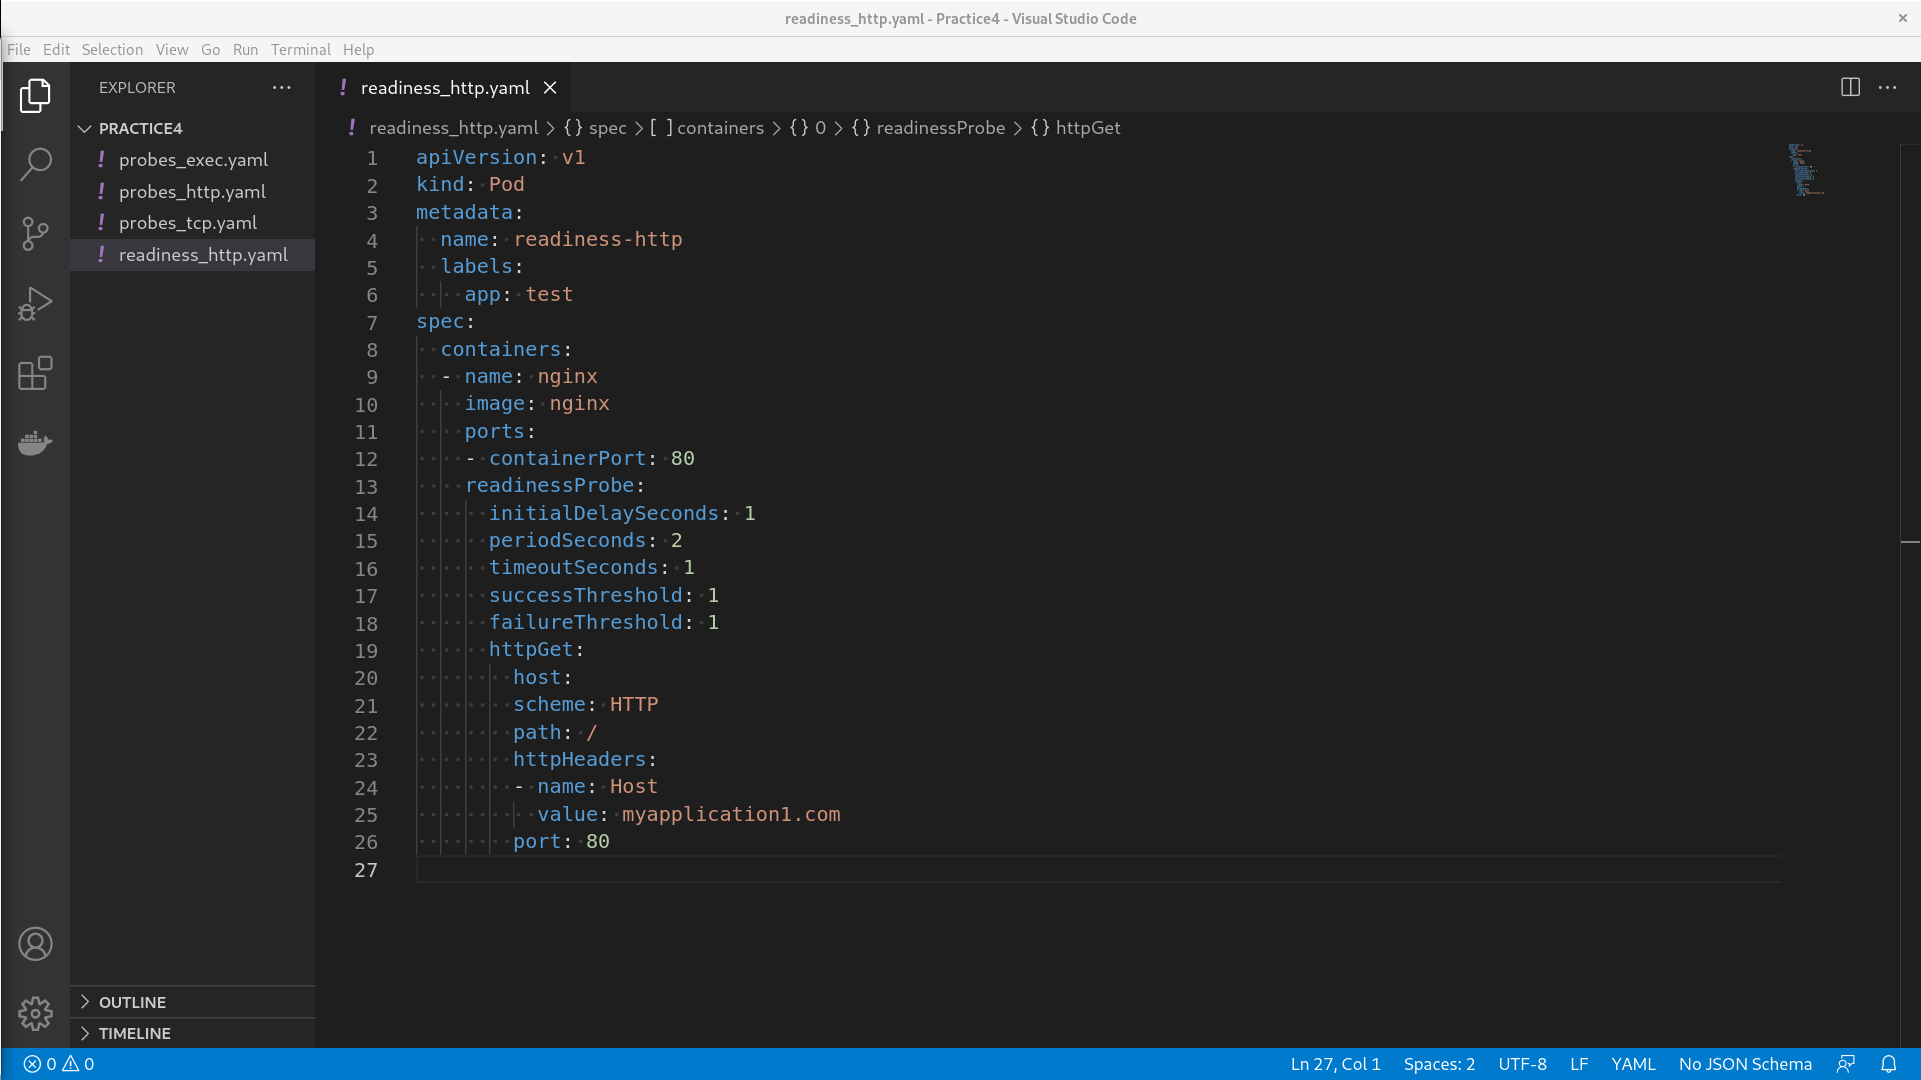 readiness_http.yaml - Practice4 - Visual Studio Code
File Edit Selection View Go Run Terminal Help
EXPLORER
PRACTICE4
probes_exec.yaml
probes_http.yaml
probes_tcp.yaml
readiness_http.yaml
OUTLINE
TIMELINE
readiness_http.yaml
readiness_http.yaml > {} spec > [ ] containers > {} 0 > {} readinessProbe > {} httpGet
1 apiVersion: v1
2 kind: Pod
3 metadata:
4   name: readiness-http
5   labels:
6     app: test
7 spec:
8   containers:
9   - name: nginx
10     image: nginx
11     ports:
12     - containerPort: 80
13     readinessProbe:
14       initialDelaySeconds: 1
15       periodSeconds: 2
16       timeoutSeconds: 1
17       successThreshold: 1
18       failureThreshold: 1
19       httpGet:
20         host:
21         scheme: HTTP
22         path: /
23         httpHeaders:
24         - name: Host
25           value: myapplication1.com
26         port: 80
27
0 0 Ln 27, Col 1 Spaces: 2 UTF-8 LF YAML No JSON Schema